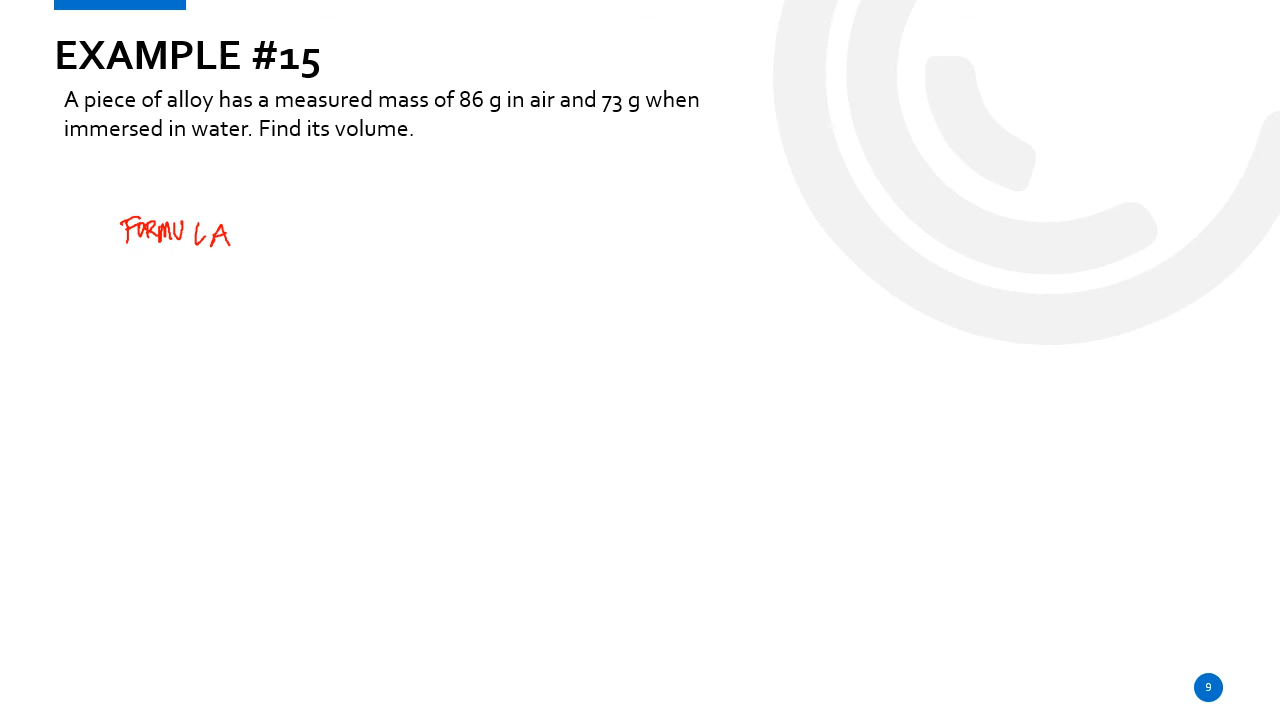 EXAMPLE #15
A piece of alloy has a measured mass of 86 g in air and 73 g when
immersed in water. Find its volume.
FORMULA
9